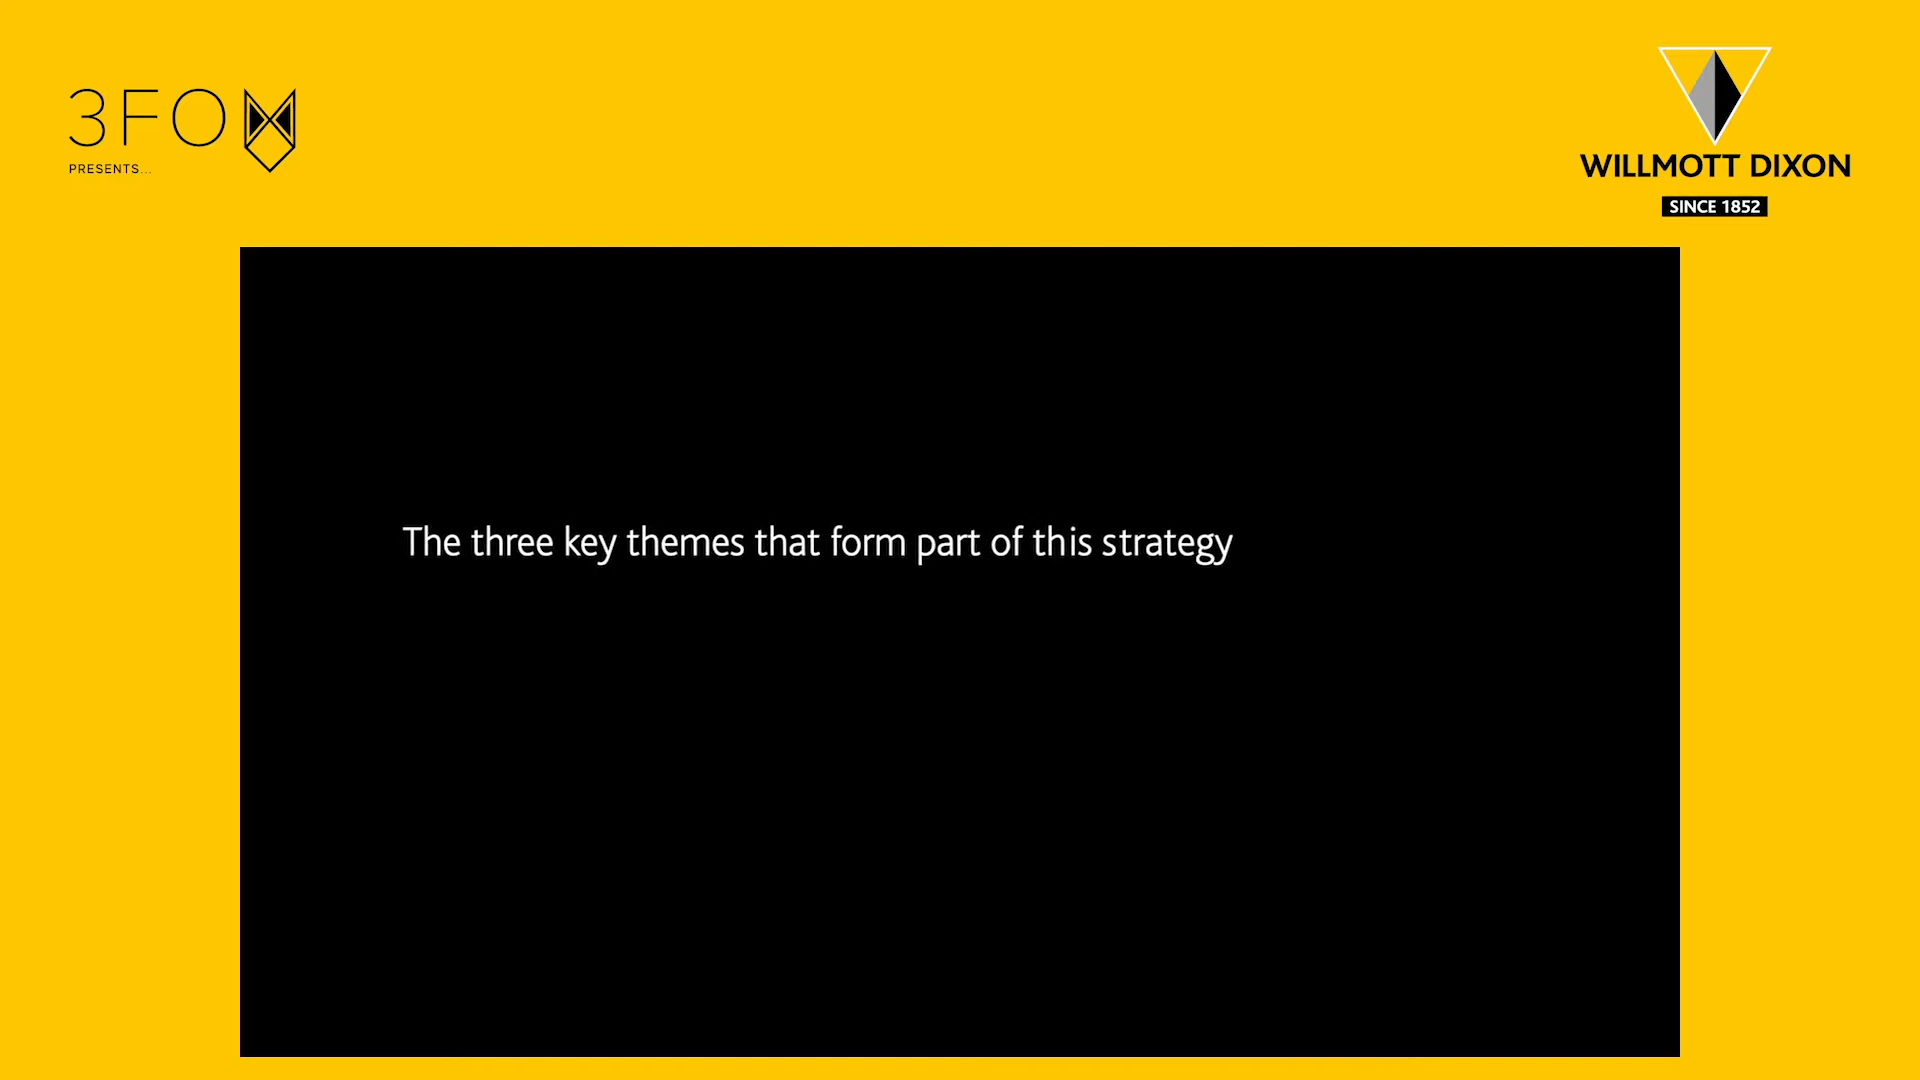 3FOX
PRESENTS...
WILLMOTT DIXON
SINCE 1852
The three key themes that form part of this strategy